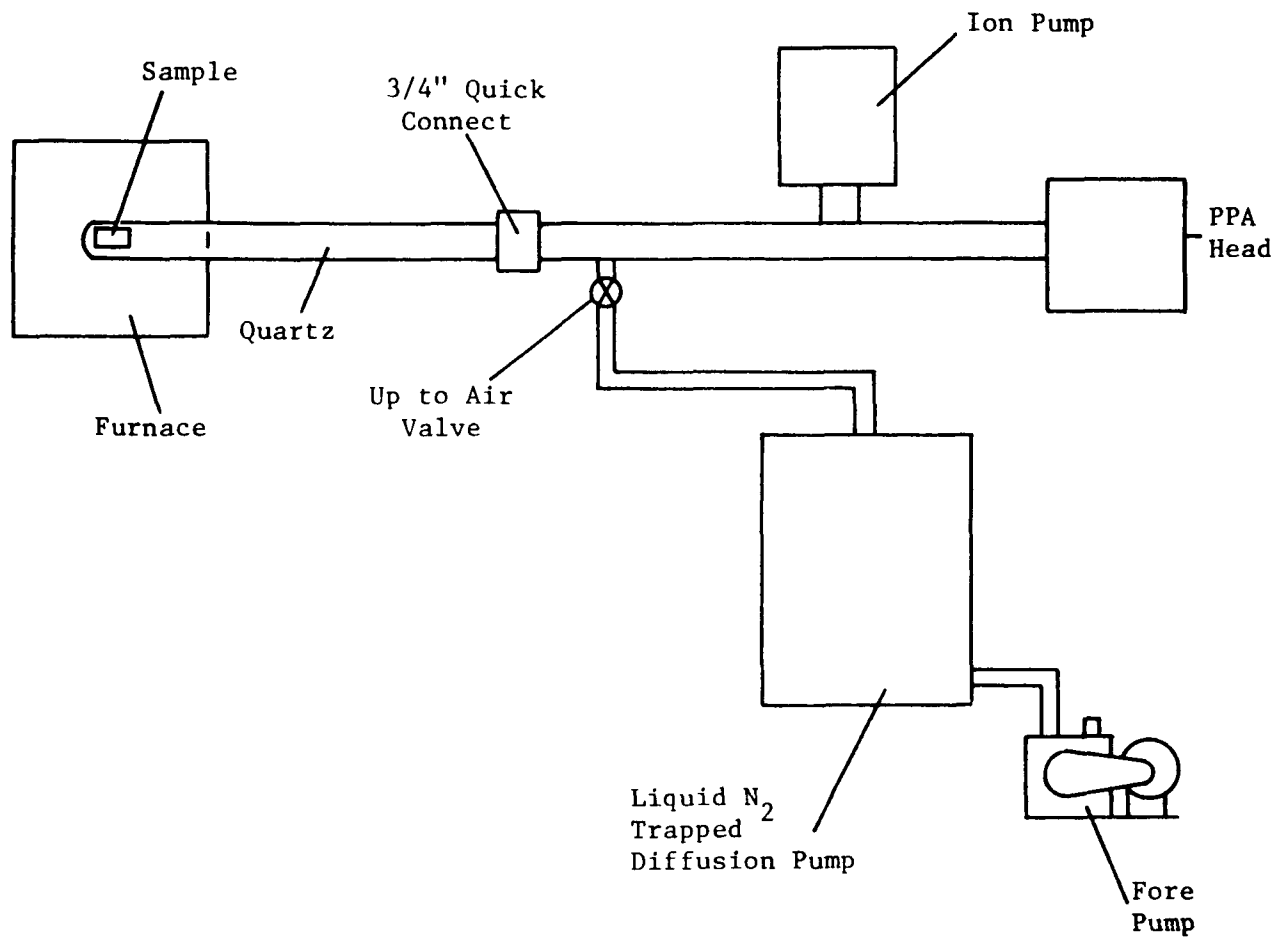 Ion Pump
Sample
3/4" Quick
Connect
PPA
Head
Quartz
Up to Air
Valve
Furnace
Liquid N2
Trapped
Diffusion Pump
Fore
Pump